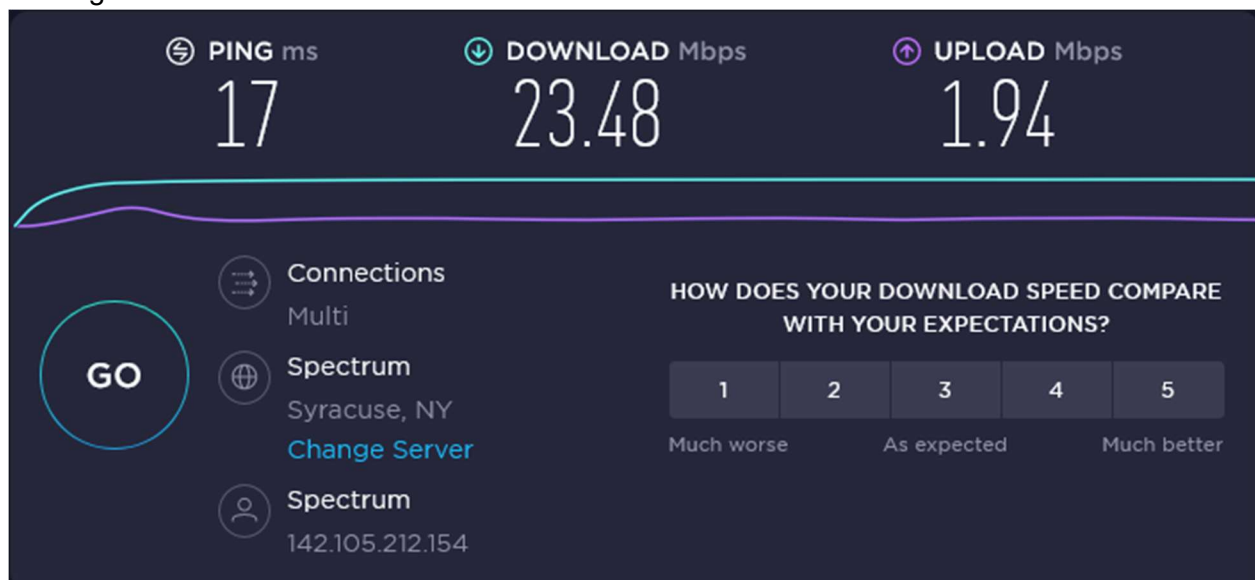 PING ms
17
DOWNLOAD Mbps
23.48
UPLOAD Mbps
1.94
GO
Connections
Multi
Spectrum
Syracuse, NY
Change Server
Spectrum
142.105.212.154
HOW DOES YOUR DOWNLOAD SPEED COMPARE
WITH YOUR EXPECTATIONS?
1 2 3 4 5
Much worse As expected Much better